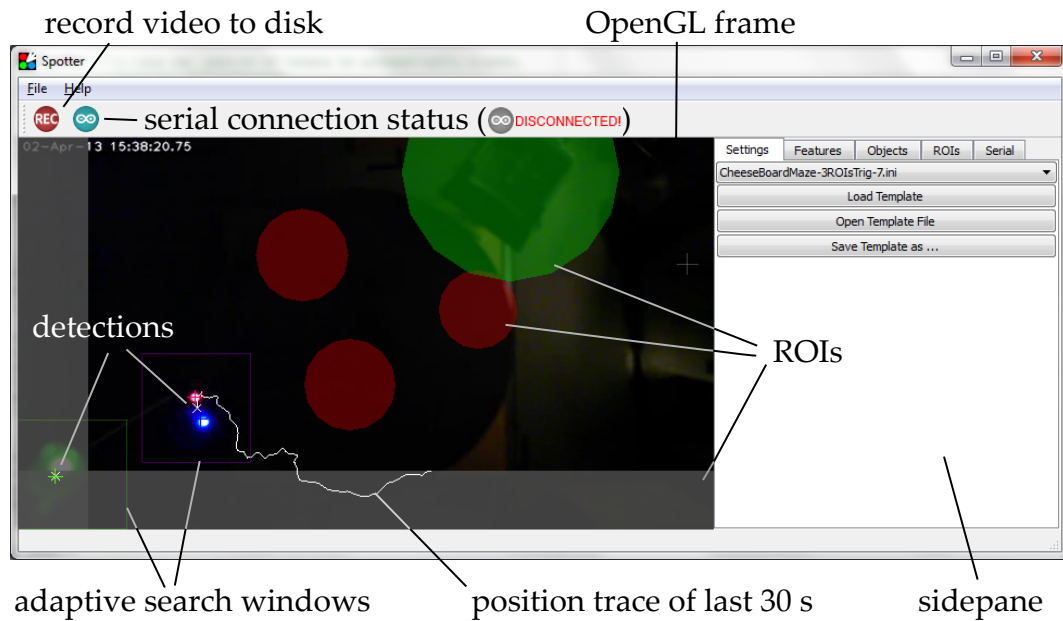 record video to disk
OpenGL frame
Spotter
File Help
REC
serial connection status (DISCONNECTED!)
02-Apr-13 15:38:20.75
Settings Features Objects ROIs Serial
CheeseBoardMaze-3ROIsTrig-7.ini
Load Template
Open Template File
Save Template as ...
detections
ROIs
adaptive search windows
position trace of last 30 s
sidepane